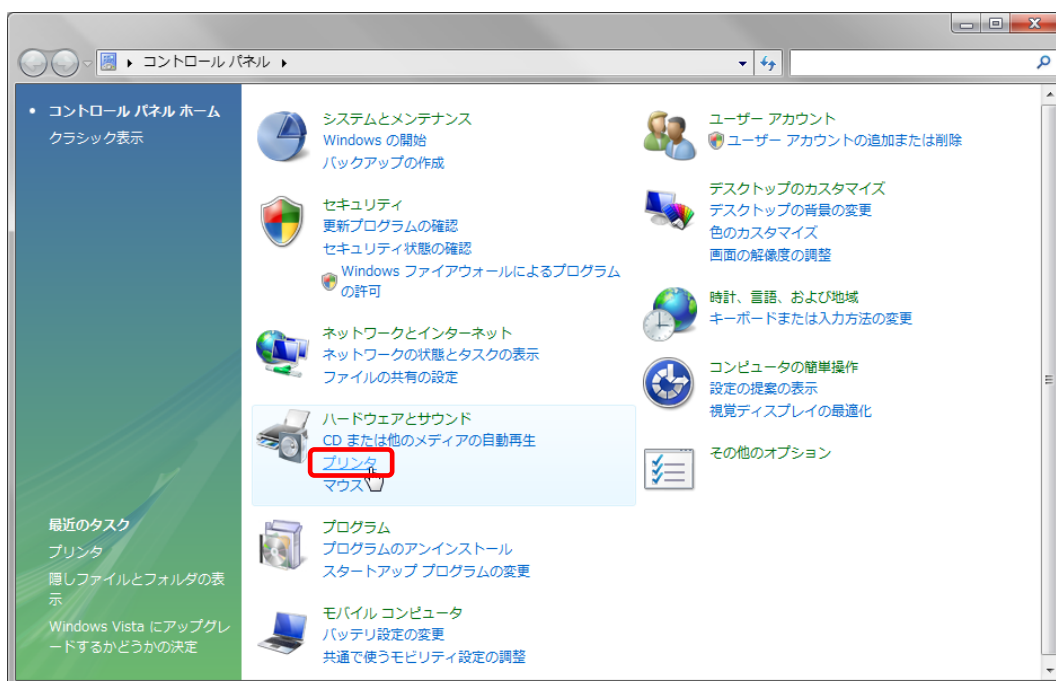 コントロール パネル
コントロール パネル ホーム
クラシック表示
最近のタスク
プリンタ
隠しファイルとフォルダの表
示
Windows Vista にアップグレ
ードするかどうかの決定
システムとメンテナンス
Windows の開始
バックアップの作成
セキュリティ
更新プログラムの確認
セキュリティ状態の確認
Windows ファイアウォールによるプログラム
の許可
ネットワークとインターネット
ネットワークの状態とタスクの表示
ファイルの共有の設定
ハードウェアとサウンド
CD または他のメディアの自動再生
プリンタ
マウス
プログラム
プログラムのアンインストール
スタートアップ プログラムの変更
モバイル コンピュータ
バッテリ設定の変更
共通で使うモビリティ設定の調整
ユーザー アカウント
ユーザー アカウントの追加または削除
デスクトップのカスタマイズ
デスクトップの背景の変更
色のカスタマイズ
画面の解像度の調整
時計、言語、および地域
キーボードまたは入力方法の変更
コンピュータの簡単操作
設定の提案の表示
視覚ディスプレイの最適化
その他のオプション